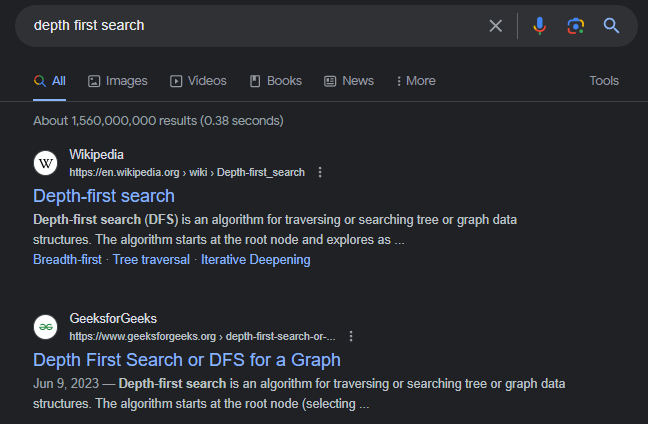 depth first search
All Images Videos Books News More Tools
About 1,560,000,000 results (0.38 seconds)
W
Wikipedia
https://en.wikipedia.org › wiki › Depth-first_search
Depth-first search
Depth-first search (DFS) is an algorithm for traversing or searching tree or graph data
structures. The algorithm starts at the root node and explores as ...
Breadth-first · Tree traversal · Iterative Deepening
GeeksforGeeks
https://www.geeksforgeeks.org › depth-first-search-or-...
Depth First Search or DFS for a Graph
Jun 9, 2023 — Depth-first search is an algorithm for traversing or searching tree or graph data
structures. The algorithm starts at the root node (selecting ...